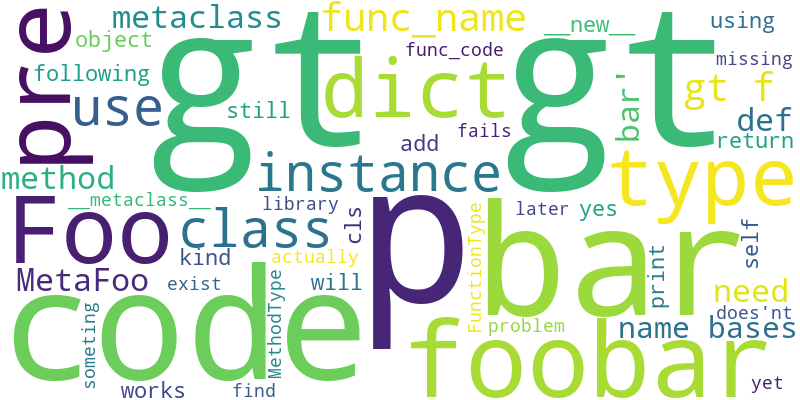 metaclass
func_name
__new__
using
object
func_code
missing
pre
gt gt
following
use
dict
gt f
still
bar'
def
fails
add
return
method
instance
type
__metaclass__
library
cls
later
yes
Foo
class
p
bar
self
kind
actually
MetaFoo
exist
will
FunctionType
print
need
code
MethodType
someting
foobar
problem
does'nt
name bases
works
find
yet